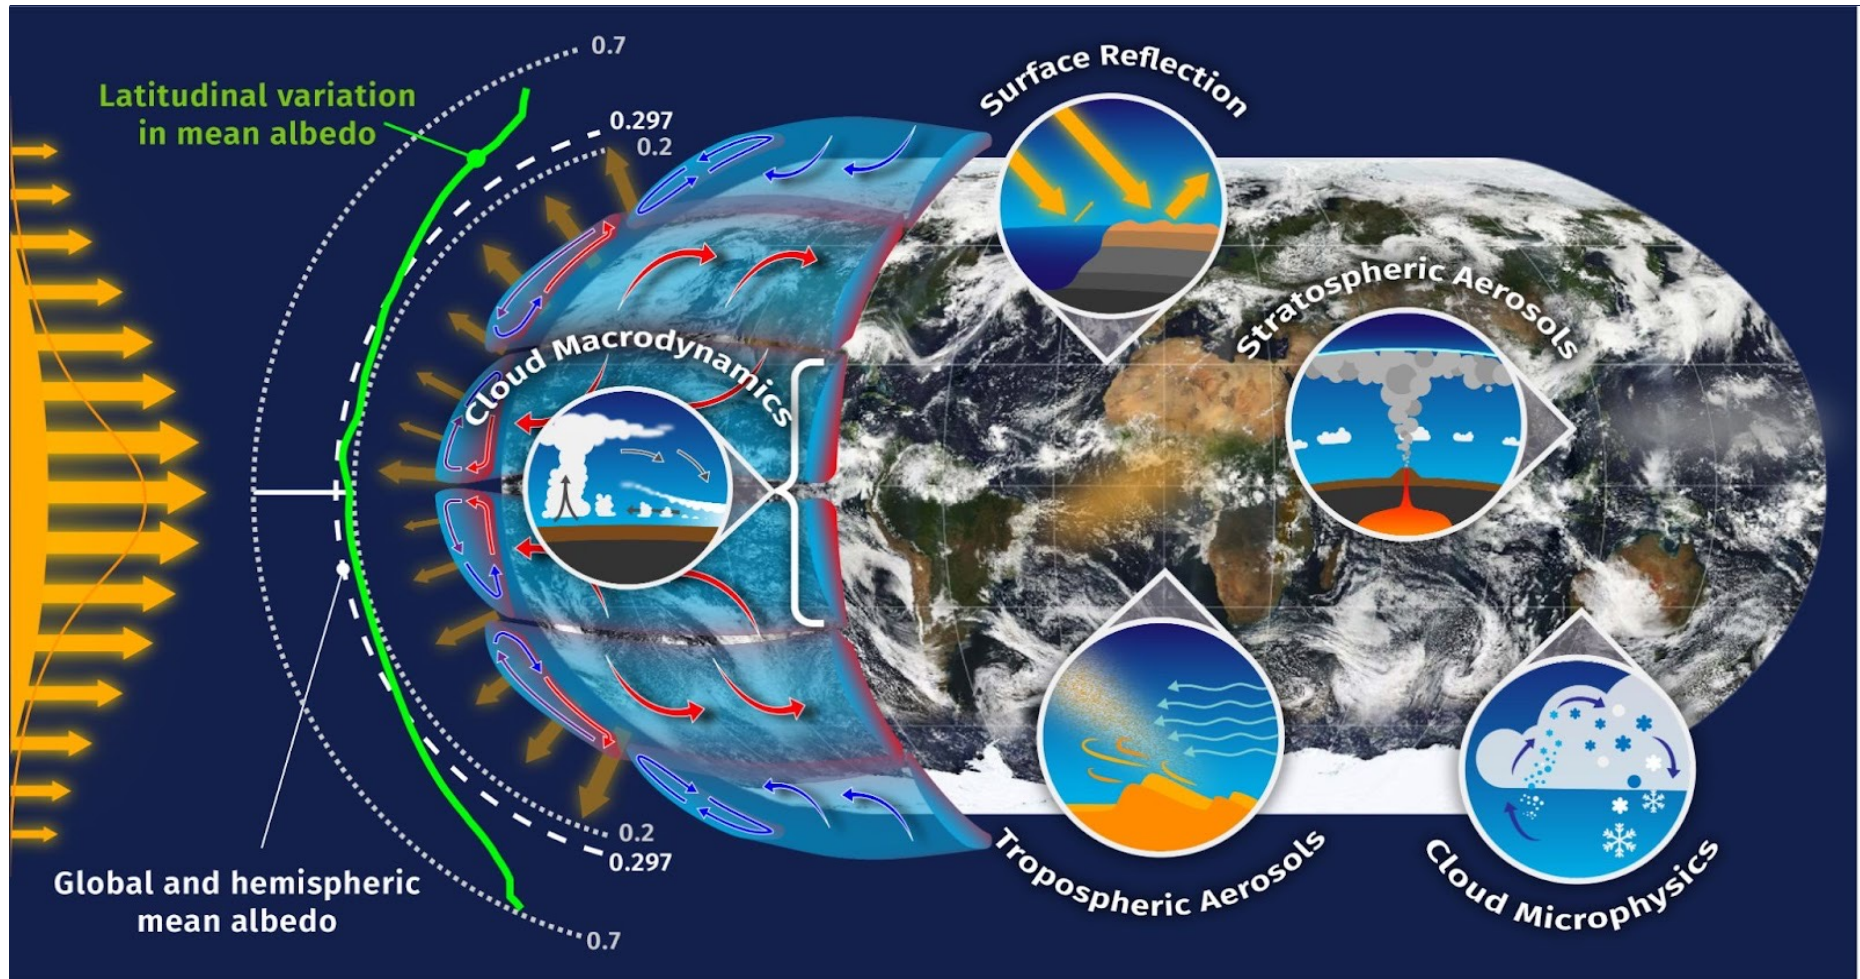 0.7
Surface Reflection
Latitudinal variation
in mean albedo
0.297
0.2
Stratospheric Aerosols
Cloud Macrodynamics
0.2
0.297
Global and hemispheric
mean albedo
0.7
Tropospheric Aerosols
Cloud Microphysics